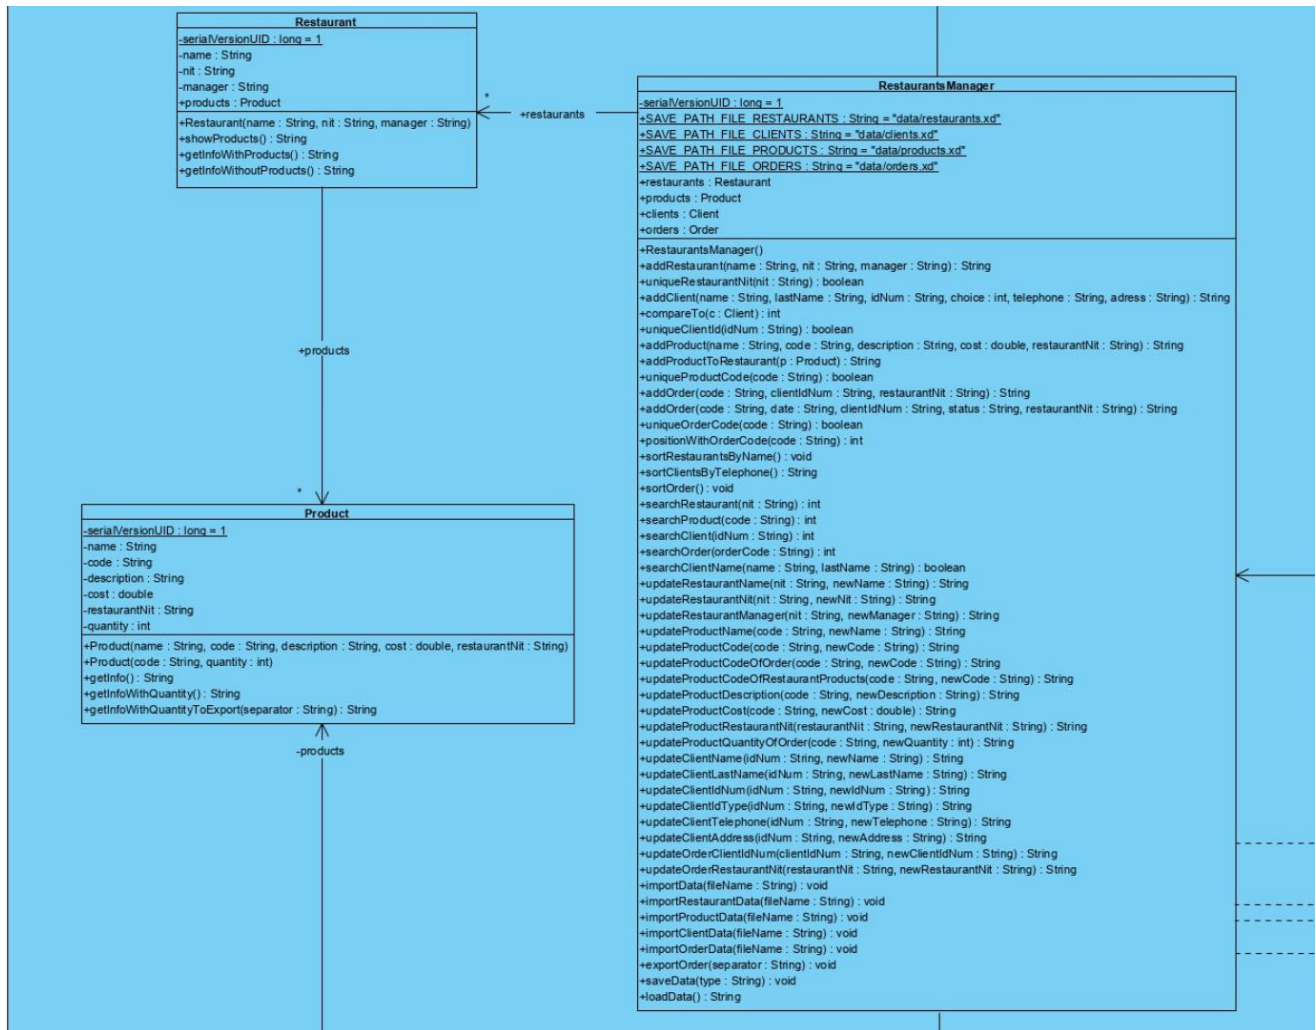 Restaurant
-serialVersionUID : long = 1
-name : String
-nit : String
-manager : String
+products : Product
+Restaurant(name : String, nit : String, manager : String)
+showProducts() : String
+getInfoWithProducts() : String
+getInfoWithoutProducts() : String
*
+restaurants
RestaurantsManager
-serialVersionUID : long = 1
+SAVE_PATH_FILE_RESTAURANTS : String = "data/restaurants.xd"
+SAVE_PATH_FILE_CLIENTS : String = "data/clients.xd"
+SAVE_PATH_FILE_PRODUCTS : String = "data/products.xd"
+SAVE_PATH_FILE_ORDERS : String = "data/orders.xd"
+restaurants : Restaurant
+products : Product
+clients : Client
+orders : Order
+RestaurantsManager()
+addRestaurant(name : String, nit : String, manager : String) : String
+uniqueRestaurantNit(nit : String) : boolean
+addClient(name : String, lastName : String, idNum : String, choice : int, telephone : String, adress : String) : String
+compareTo(c : Client) : int
+uniqueClientId(idNum : String) : boolean
+addProduct(name : String, code : String, description : String, cost : double, restaurantNit : String) : String
+addProductToRestaurant(p : Product) : String
+uniqueProductCode(code : String) : boolean
+addOrder(code : String, clientIdNum : String, restaurantNit : String) : String
+addOrder(code : String, date : String, clientIdNum : String, status : String, restaurantNit : String) : String
+uniqueOrderCode(code : String) : boolean
+positionWithOrderCode(code : String) : int
+sortRestaurantsByName() : void
+sortClientsByTelephone() : String
+sortOrder() : void
+searchRestaurant(nit : String) : int
+searchProduct(code : String) : int
+searchClient(idNum : String) : int
+searchOrder(orderCode : String) : int
+searchClientName(name : String, lastName : String) : boolean
+updateRestaurantName(nit : String, newName : String) : String
+updateRestaurantNit(nit : String, newNit : String) : String
+updateRestaurantManager(nit : String, newManager : String) : String
+updateProductName(code : String, newName : String) : String
+updateProductCode(code : String, newCode : String) : String
+updateProductCodeOfOrder(code : String, newCode : String) : String
+updateProductCodeOfRestaurantProducts(code : String, newCode : String) : String
+updateProductDescription(code : String, newDescription : String) : String
+updateProductCost(code : String, newCost : double) : String
+updateProductRestaurantNit(restaurantNit : String, newRestaurantNit : String) : String
+updateProductQuantityOfOrder(code : String, newQuantity : int) : String
+updateClientName(idNum : String, newName : String) : String
+updateClientLastName(idNum : String, newLastName : String) : String
+updateClientIdNum(idNum : String, newIdNum : String) : String
+updateClientIdType(idNum : String, newIdType : String) : String
+updateClientTelephone(idNum : String, newTelephone : String) : String
+updateClientAddress(idNum : String, newAddress : String) : String
+updateOrderClientIdNum(clientIdNum : String, newClientIdNum : String) : String
+updateOrderRestaurantNit(restaurantNit : String, newRestaurantNit : String) : String
+importData(fileName : String) : void
+importRestaurantData(fileName : String) : void
+importProductData(fileName : String) : void
+importClientData(fileName : String) : void
+importOrderData(fileName : String) : void
+exportOrder(separator : String) : void
+saveData(type : String) : void
+loadData() : String
+products
*
Product
-serialVersionUID : long = 1
-name : String
-code : String
-description : String
-cost : double
-restaurantNit : String
-quantity : int
+Product(name : String, code : String, description : String, cost : double, restaurantNit : String)
+Product(code : String, quantity : int)
+getInfo() : String
+getInfoWithQuantity() : String
+getInfoWithQuantityToExport(separator : String) : String
-products